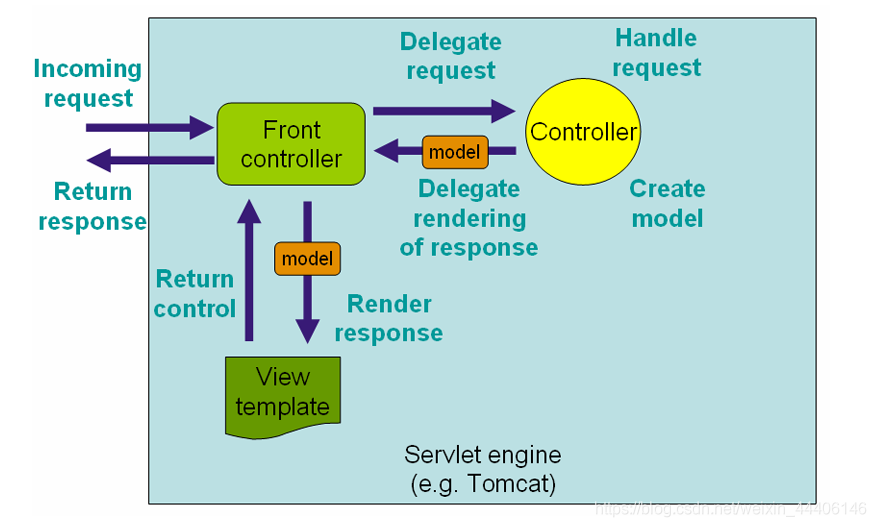 Incoming
request
Return
response
Front
controller
Delegate
request
Handle
request
Controller
model
Delegate
rendering
of response
Create
model
model
Return
control
Render
response
View
template
Servlet engine
(e.g. Tomcat)
https://blog.csdn.net/weixin_44406146